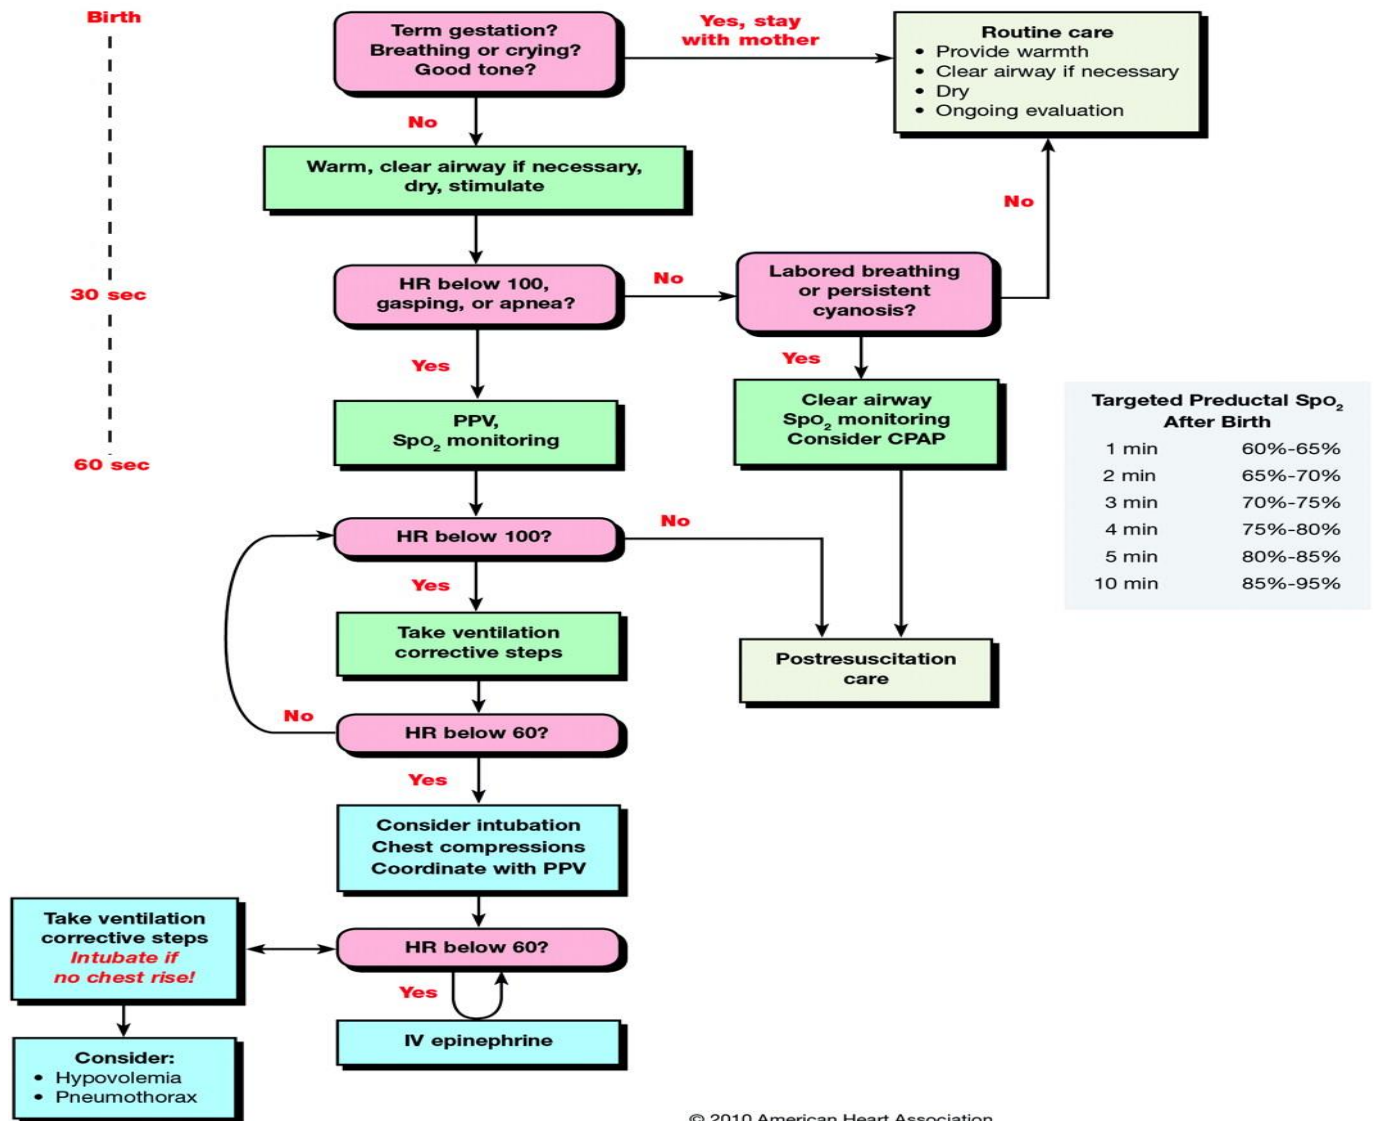 Birth
Term gestation?
Breathing or crying?
Good tone?
Yes, stay
with mother
Routine care
• Provide warmth
• Clear airway if necessary
• Dry
• Ongoing evaluation
No
Warm, clear airway if necessary,
dry, stimulate
No
30 sec
HR below 100,
gasping, or apnea?
No
Labored breathing
or persistent
cyanosis?
Yes
Yes
PPV,
SpO₂ monitoring
Clear airway
SpO₂ monitoring
Consider CPAP
60 sec
Targeted Preductal SpO₂
After Birth
1 min 60%-65%
2 min 65%-70%
3 min 70%-75%
4 min 75%-80%
5 min 80%-85%
10 min 85%-95%
HR below 100?
No
Yes
Take ventilation
corrective steps
Postresuscitation
care
No
HR below 60?
Yes
Consider intubation
Chest compressions
Coordinate with PPV
Take ventilation
corrective steps
Intubate if
no chest rise!
HR below 60?
Yes
IV epinephrine
Consider:
• Hypovolemia
• Pneumothorax
© 2010 American Heart Association